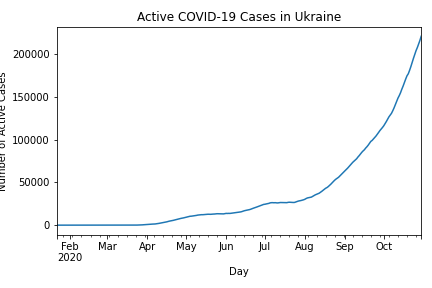 Active COVID-19 Cases in Ukraine
Number of Active Cases
200000
150000
100000
50000
0
Feb Mar Apr May Jun Jul Aug Sep Oct
2020
Day